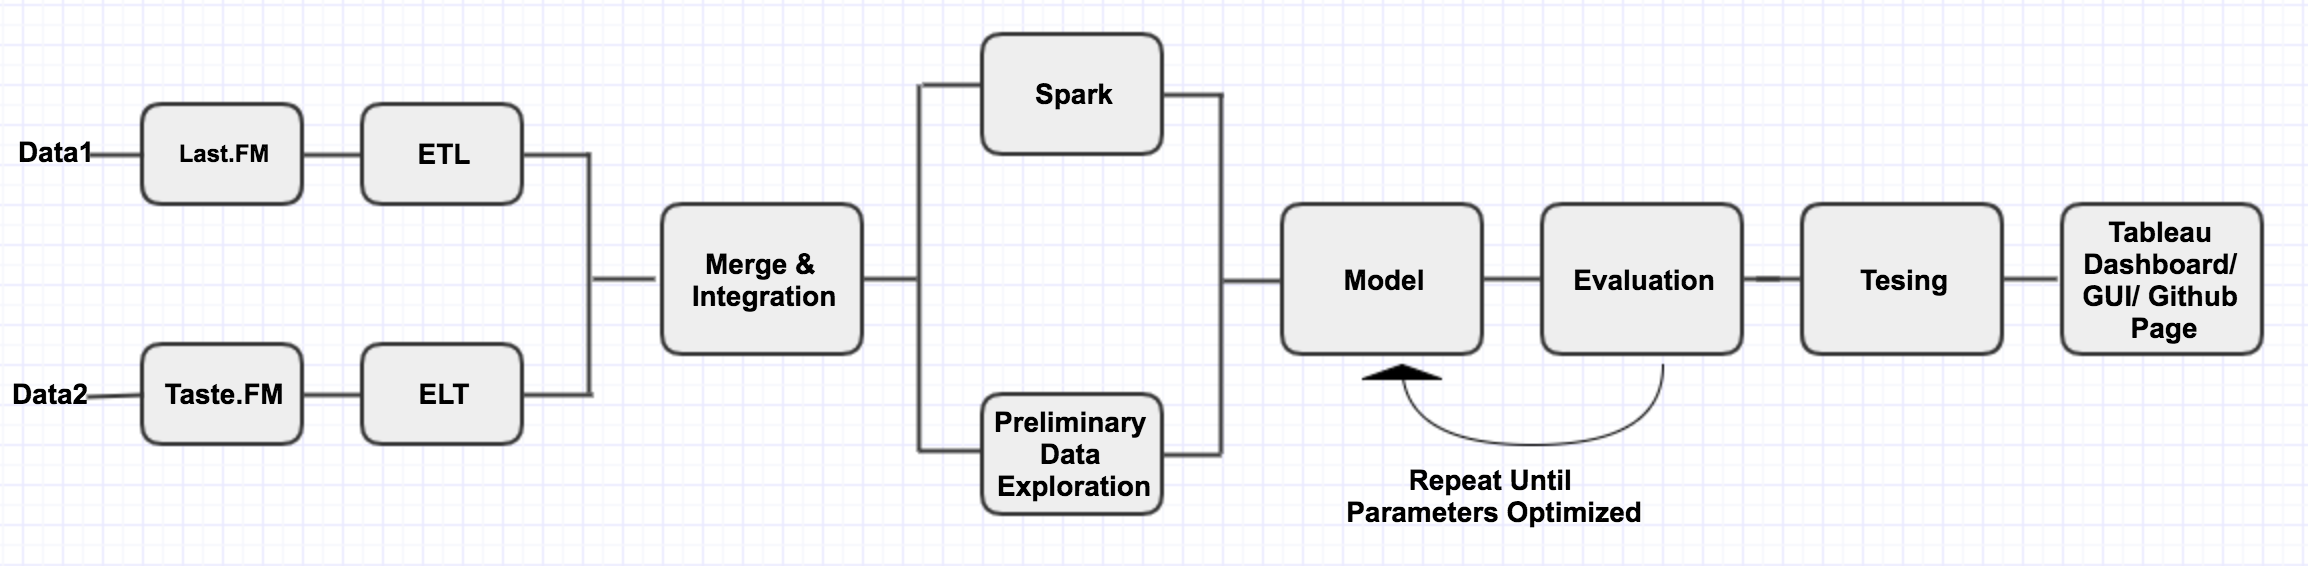 Data1
Last.FM
ETL
Data2
Taste.FM
ELT
Merge &
Integration
Spark
Preliminary
Data
Exploration
Model
Evaluation
Repeat Until
Parameters Optimized
Tesing
Tableau
Dashboard/
GUI/ Github
Page